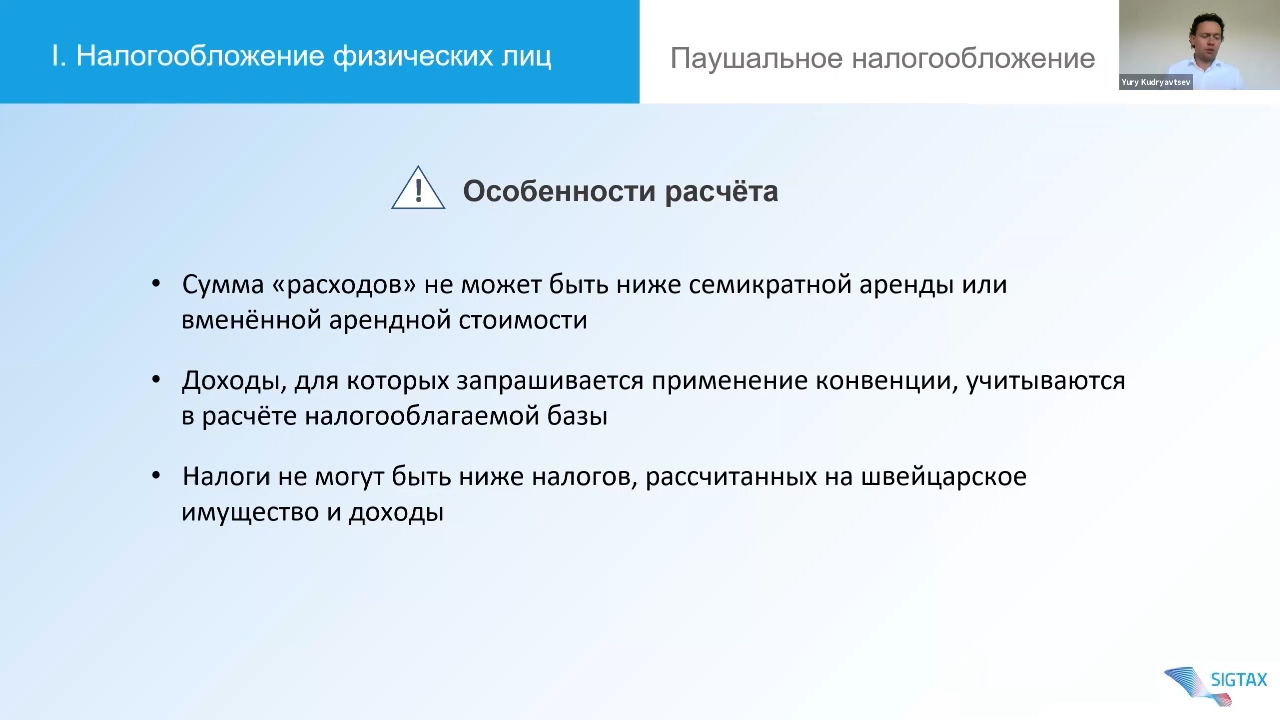 I. Налогообложение физических лиц
Паушальное налогообложение
Yury Kudryavtsev
! Особенности расчёта
• Сумма «расходов» не может быть ниже семикратной аренды или
вменённой арендной стоимости
• Доходы, для которых запрашивается применение конвенции, учитываются
в расчёте налогооблагаемой базы
• Налоги не могут быть ниже налогов, рассчитанных на швейцарское
имущество и доходы
SIGTAX